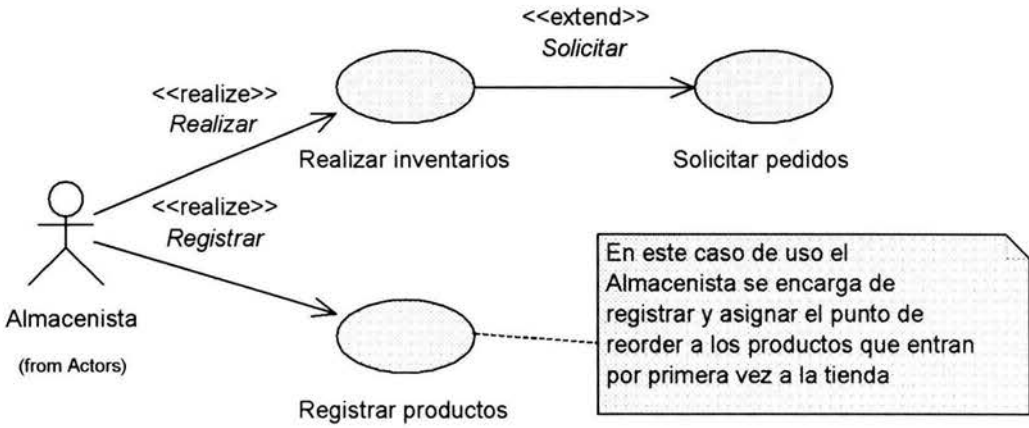 <<extend>>
Solicitar
<<realize>>
Realizar
Realizar inventarios
Solicitar pedidos
<<realize>>
Registrar
Almacenista
(from Actors)
En este caso de uso el
Almacenista se encarga de
registrar y asignar el punto de
reorder a los productos que entran
por primera vez a la tienda
Registrar productos